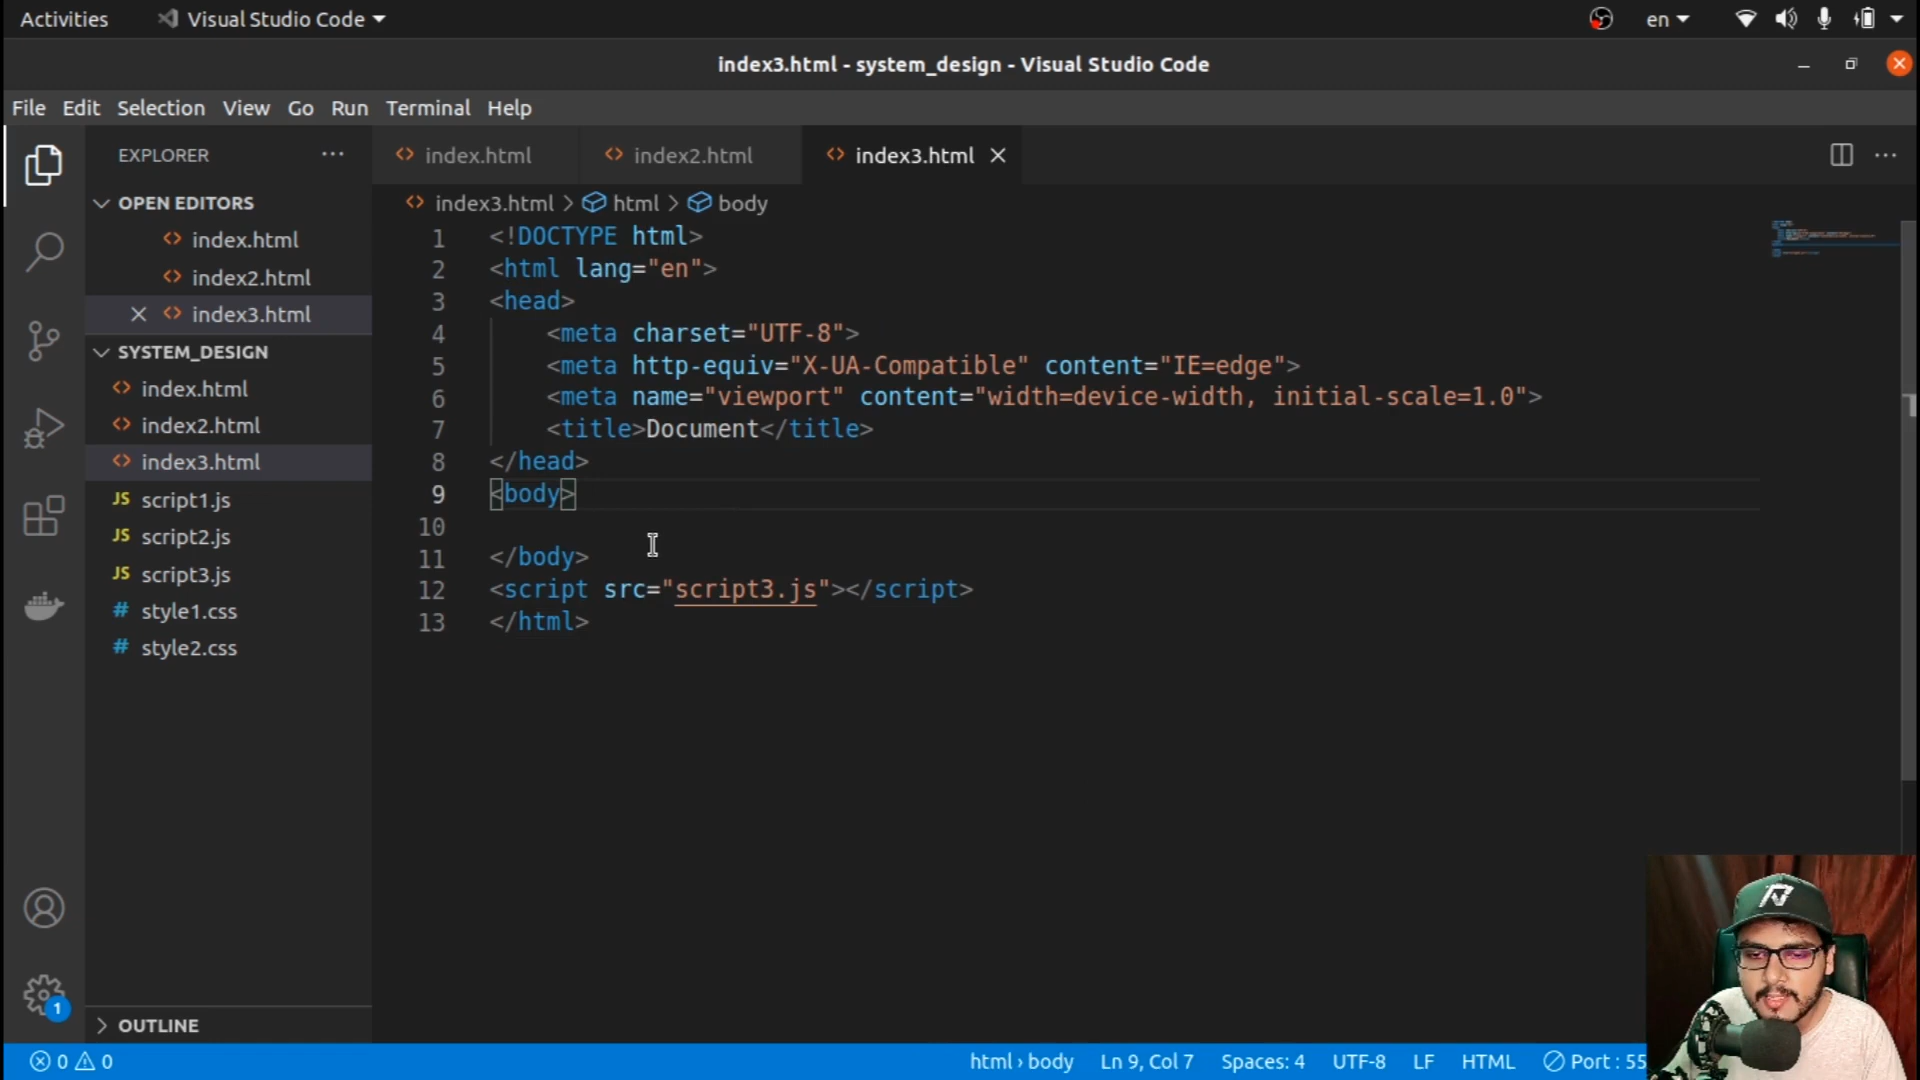 Activities Visual Studio Code en
index3.html - system_design - Visual Studio Code
File Edit Selection View Go Run Terminal Help
EXPLORER
OPEN EDITORS
index.html
index2.html
index3.html
SYSTEM_DESIGN
index.html
index2.html
index3.html
JS script1.js
JS script2.js
JS script3.js
# style1.css
# style2.css
1
OUTLINE
index.html index2.html index3.html
index3.html > html > body
1 <!DOCTYPE html>
2 <html lang="en">
3 <head>
4 <meta charset="UTF-8">
5 <meta http-equiv="X-UA-Compatible" content="IE=edge">
6 <meta name="viewport" content="width=device-width, initial-scale=1.0">
7 <title>Document</title>
8 </head>
9 <body>
10
11 </body>
12 <script src="script3.js"></script>
13 </html>
0 0 html › body Ln 9, Col 7 Spaces: 4 UTF-8 LF HTML Port : 55